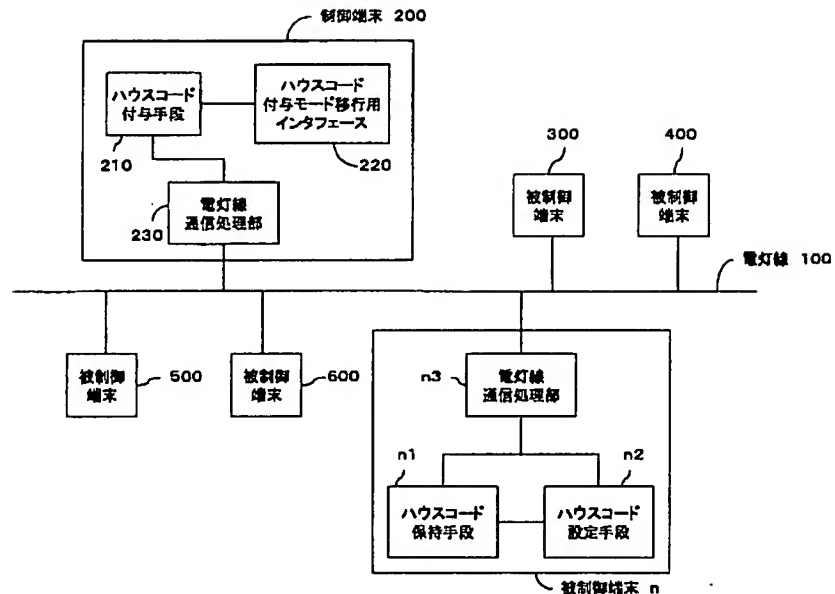 制御端末 200
ハウスコード
付与手段
ハウスコード
付与モード移行用
インタフェース
210
220
電灯線
通信処理部
230
300
400
被制御
端末
被制御
端末
電灯線 100
被制御
端末
500
被制御
端末
600
n3
電灯線
通信処理部
n1
n2
ハウスコード
保持手段
ハウスコード
設定手段
被制御端末 n